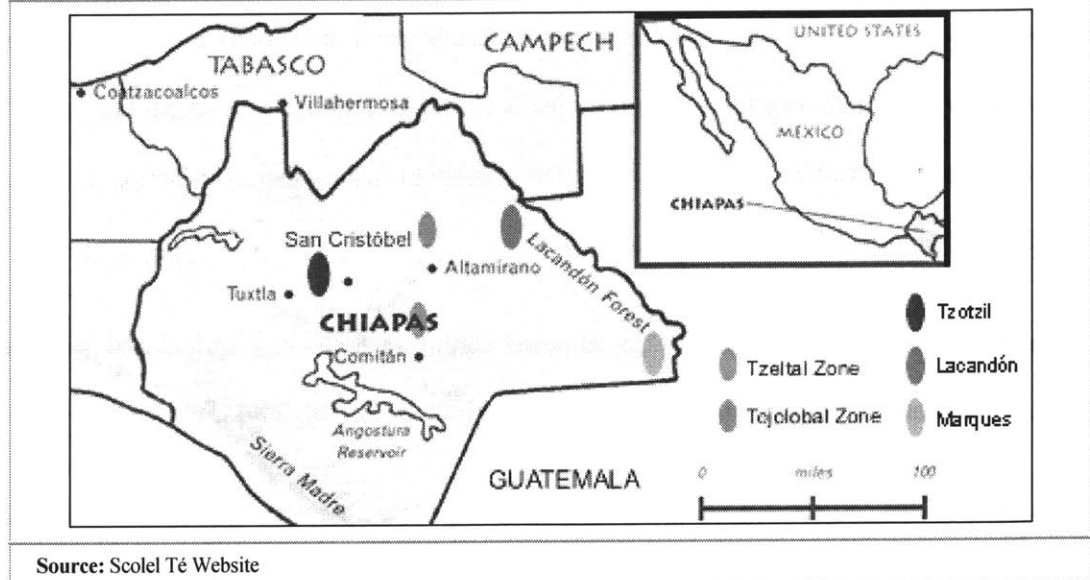 CAMPECH
UNITED STATES
TABASCO
Coatzacoalcos
Villahermosa
MEXICO
CHIAPAS
San Cristóbel
Altamirano
Lacandón Forest
Tuxtla
CHIAPAS
Comitán
Angostura
Reservoir
Sierra Madre
GUATEMALA
Tzotzil
Tzeltal Zone
Lacandón
Tojolobal Zone
Marques
0 miles 100
Source: Scolel Té Website